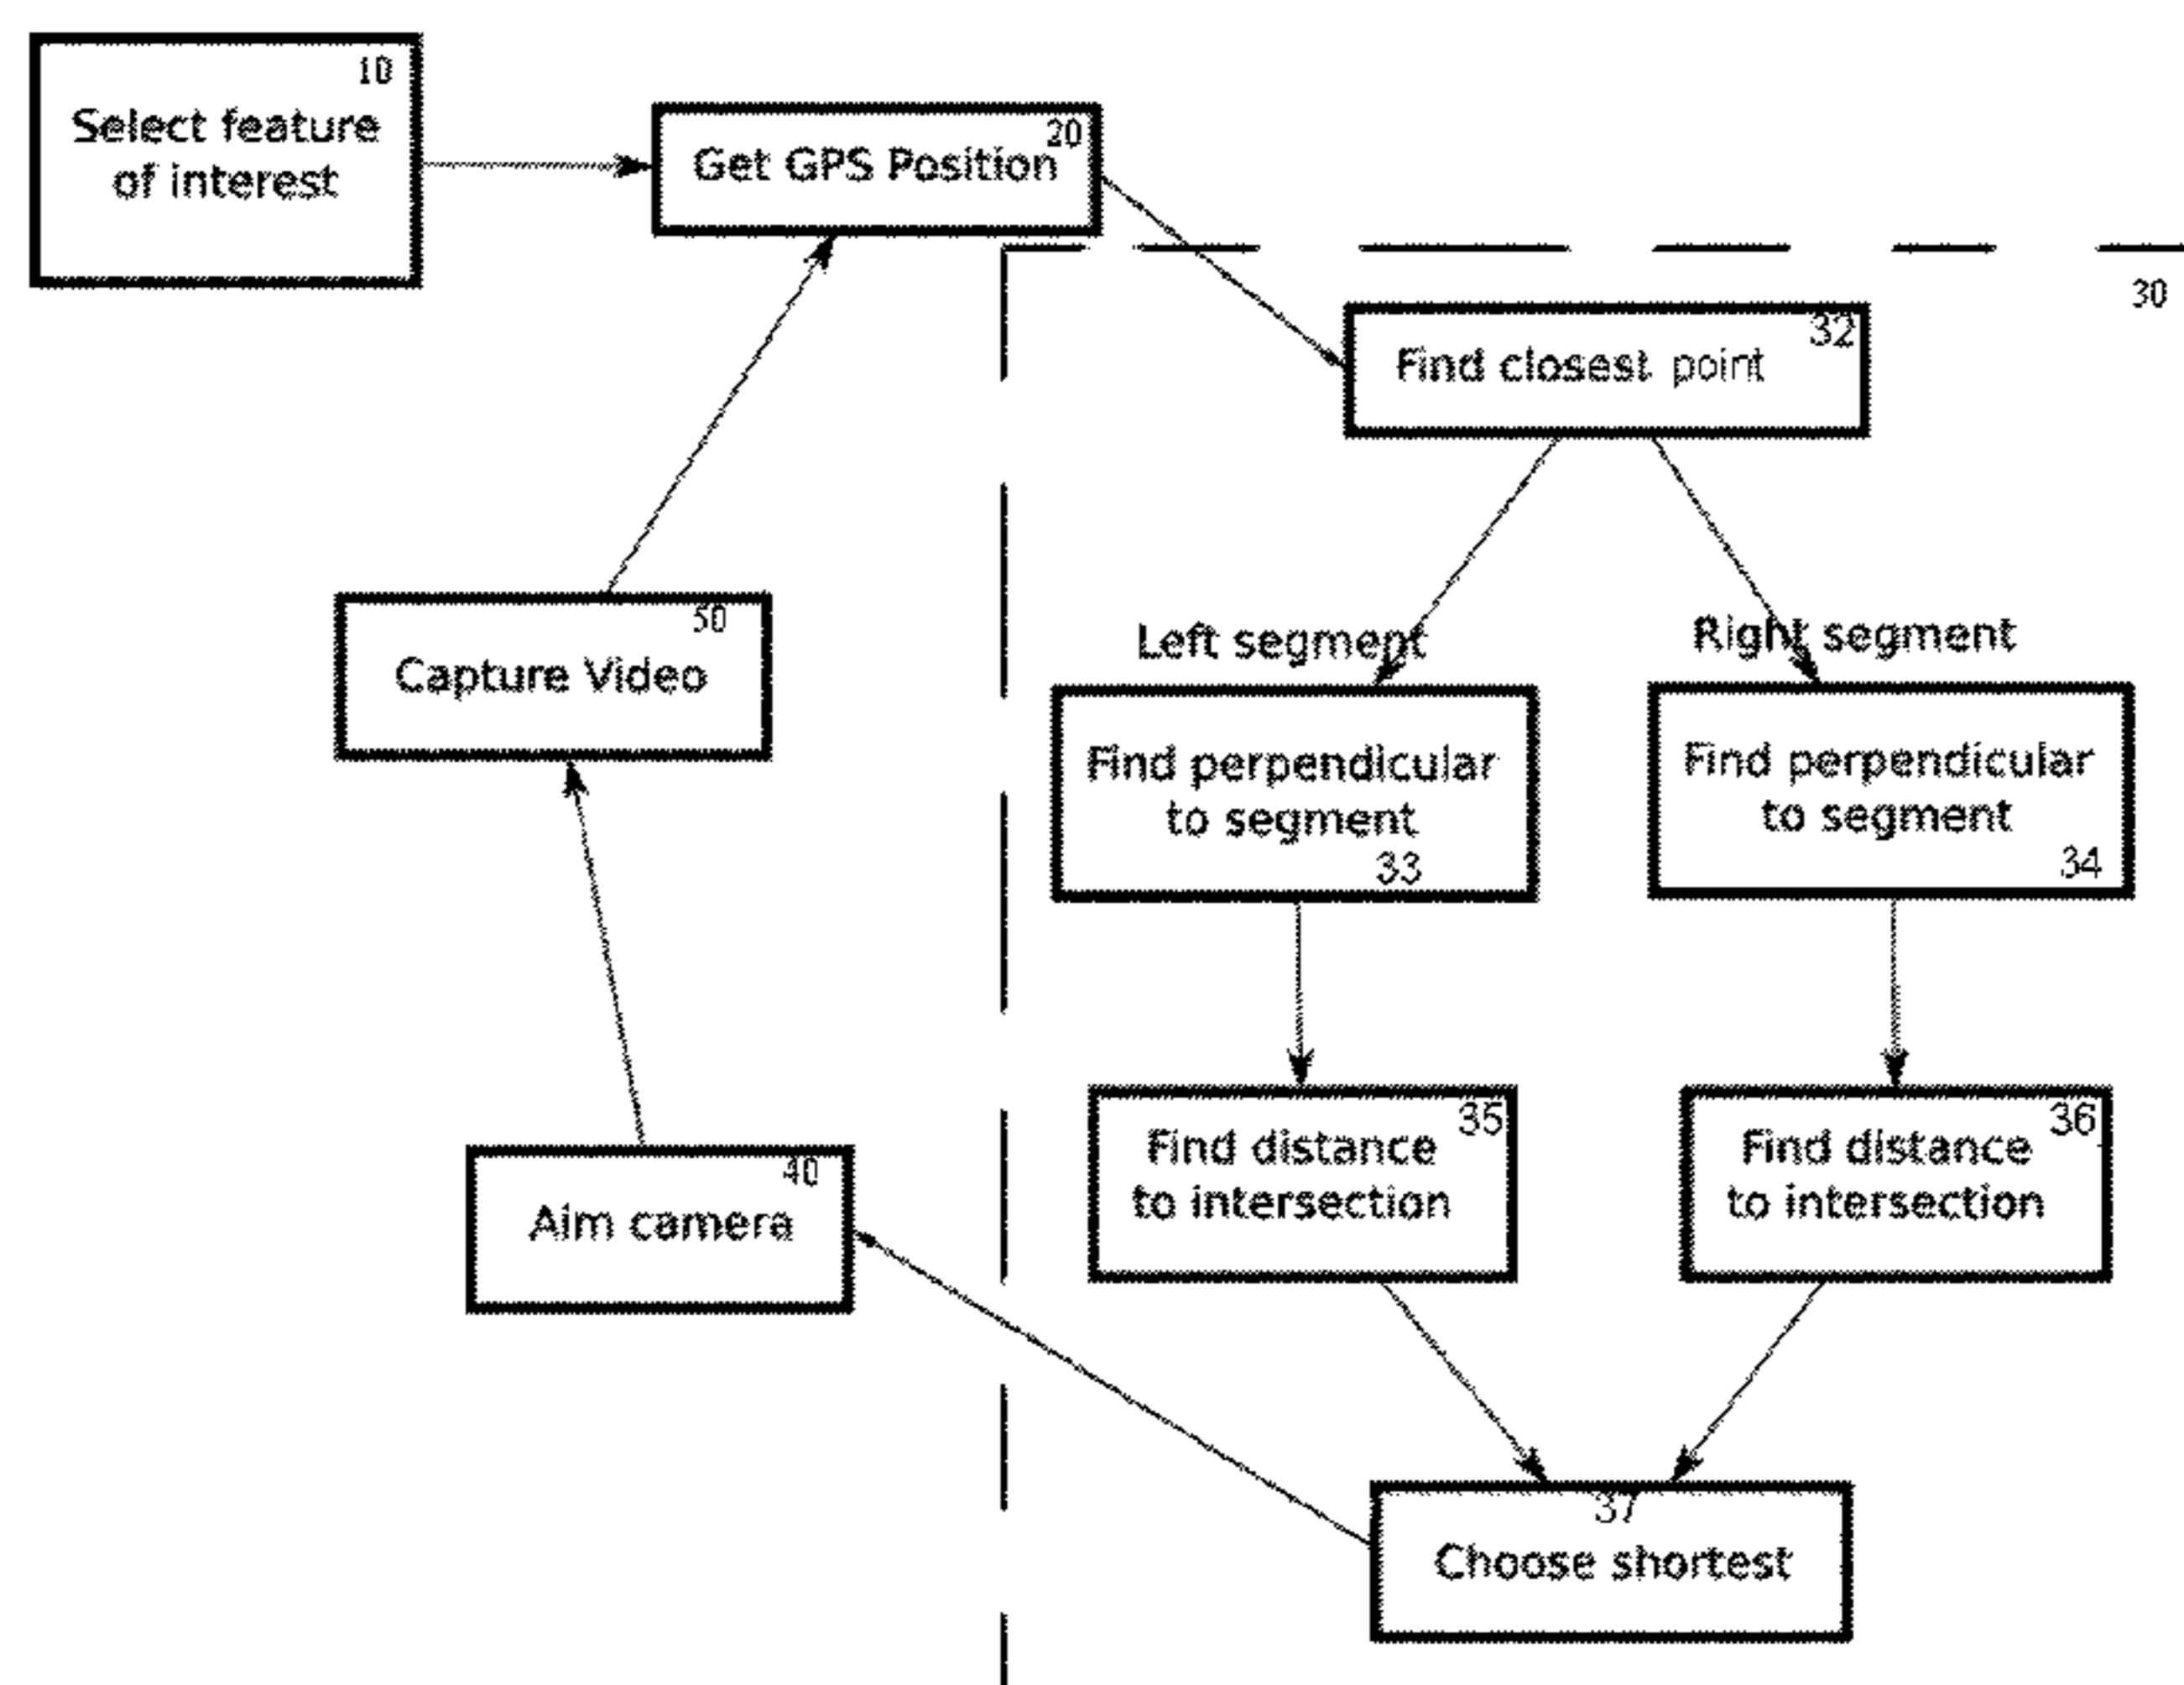 10
Select feature
of interest
20
Get GPS Position
30
32
Find closest point
50
Capture Video
Left segment
Right segment
Find perpendicular
to segment
33
Find perpendicular
to segment
34
35
Find distance
to intersection
36
Find distance
to intersection
40
Aim camera
37
Choose shortest